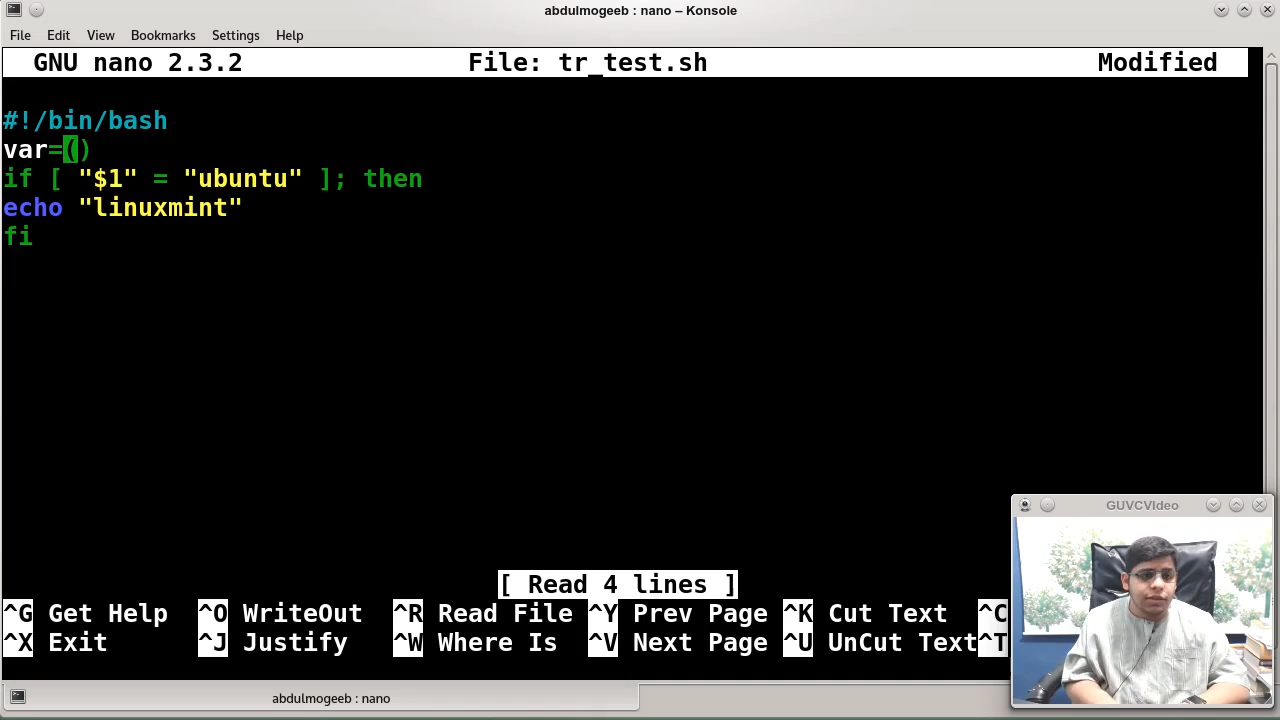 abdulmogeeb : nano – Konsole
File Edit View Bookmarks Settings Help
GNU nano 2.3.2 File: tr_test.sh Modified
#!/bin/bash
var=()
if [ "$1" = "ubuntu" ]; then
echo "linuxmint"
fi
[ Read 4 lines ]
^G Get Help ^O WriteOut ^R Read File ^Y Prev Page ^K Cut Text ^C
^X Exit ^J Justify ^W Where Is ^V Next Page ^U UnCut Text ^T
GUVCVIdeo
abdulmogeeb : nano